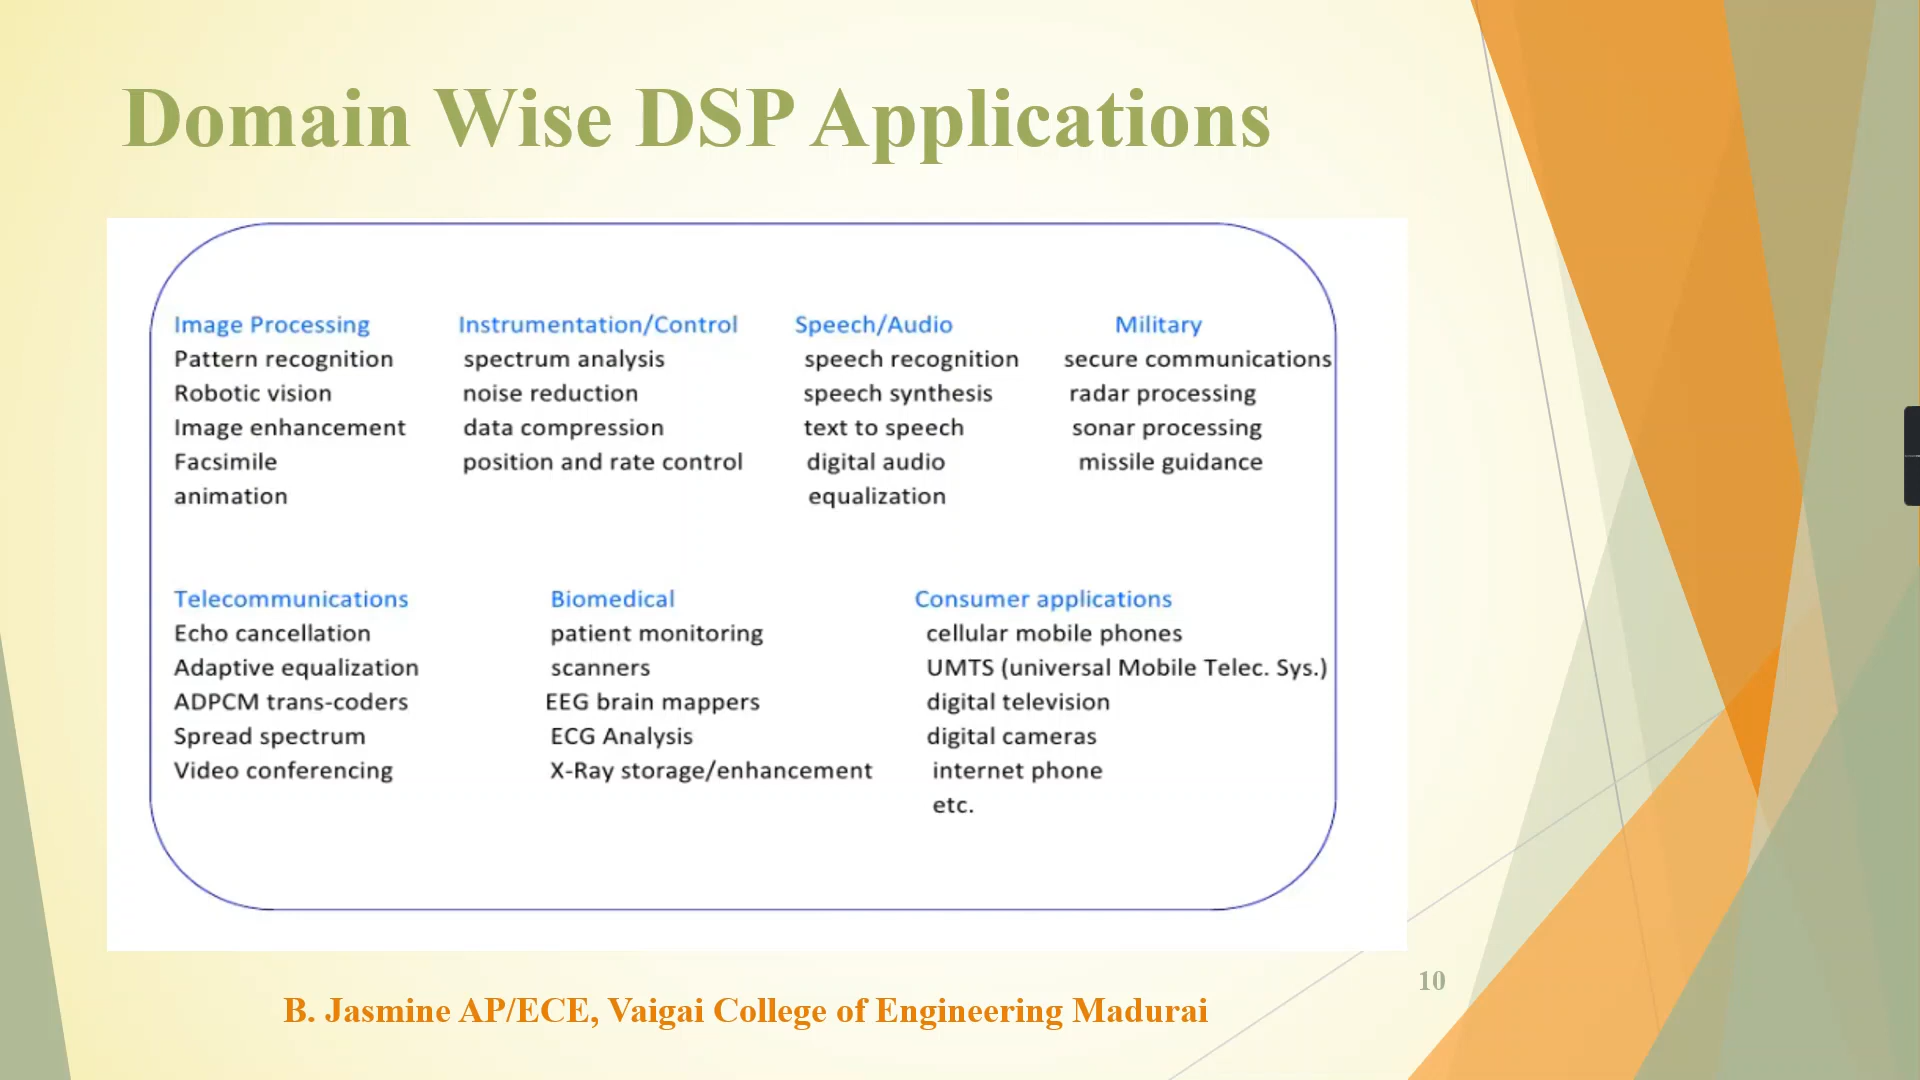 Domain Wise DSP Applications
Image Processing
Pattern recognition
Robotic vision
Image enhancement
Facsimile
animation
Instrumentation/Control
spectrum analysis
noise reduction
data compression
position and rate control
Speech/Audio
speech recognition
speech synthesis
text to speech
digital audio
equalization
Military
secure communications
radar processing
sonar processing
missile guidance
Telecommunications
Echo cancellation
Adaptive equalization
ADPCM trans-coders
Spread spectrum
Video conferencing
Biomedical
patient monitoring
scanners
EEG brain mappers
ECG Analysis
X-Ray storage/enhancement
Consumer applications
cellular mobile phones
UMTS (universal Mobile Telec. Sys.)
digital television
digital cameras
internet phone
etc.
10
B. Jasmine AP/ECE, Vaigai College of Engineering Madurai